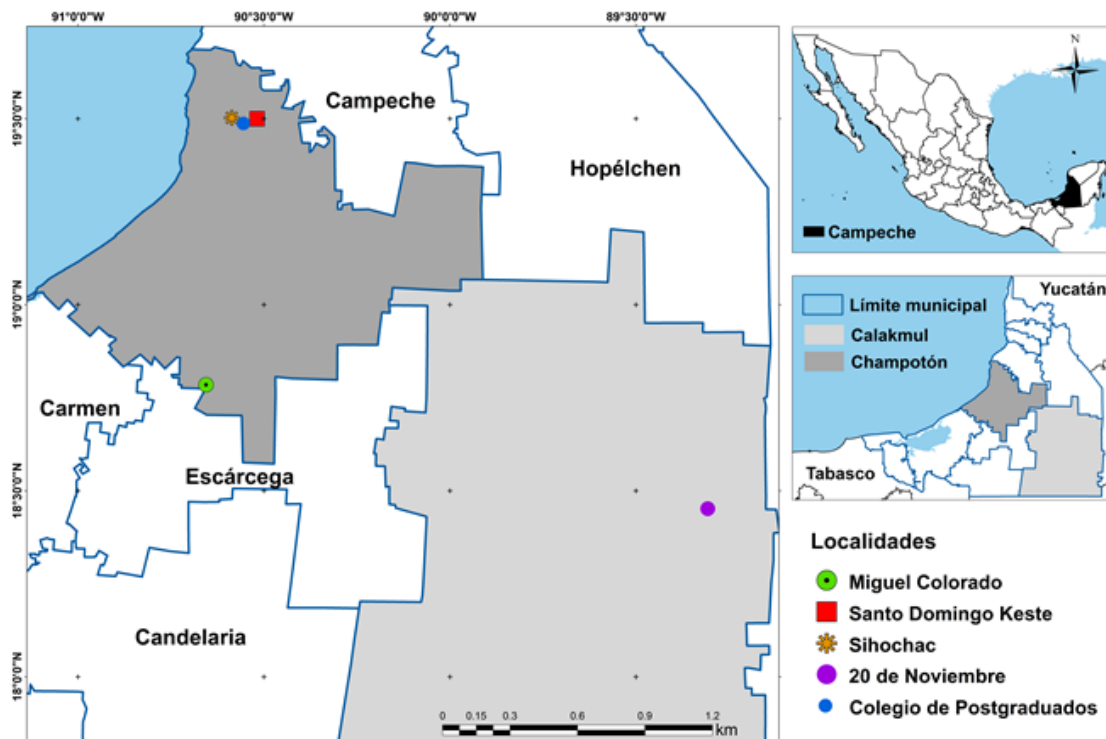 91°0'0"W
90°30'0"W
90°0'0"W
89°30'0"W
19°30'0"N
19°0'0"N
18°30'0"N
18°0'0"N
Campeche
Hopélchen
Carmen
Escárcega
Candelaria
0 0.15 0.3 0.6 0.9 1.2
km
N
Campeche
Yucatán
Límite municipal
Calakmul
Champotón
Tabasco
Localidades
Miguel Colorado
Santo Domingo Keste
Sihochac
20 de Noviembre
Colegio de Postgraduados